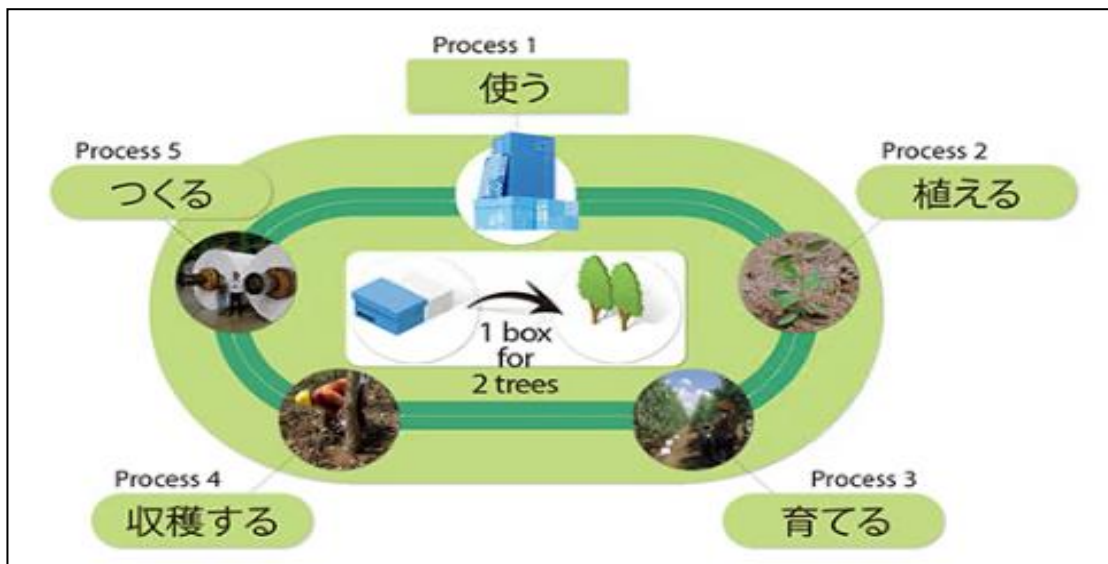 Process 1
使う
Process 5
つくる
Process 2
植える
1 box
for
2 trees
Process 4
収穫する
Process 3
育てる